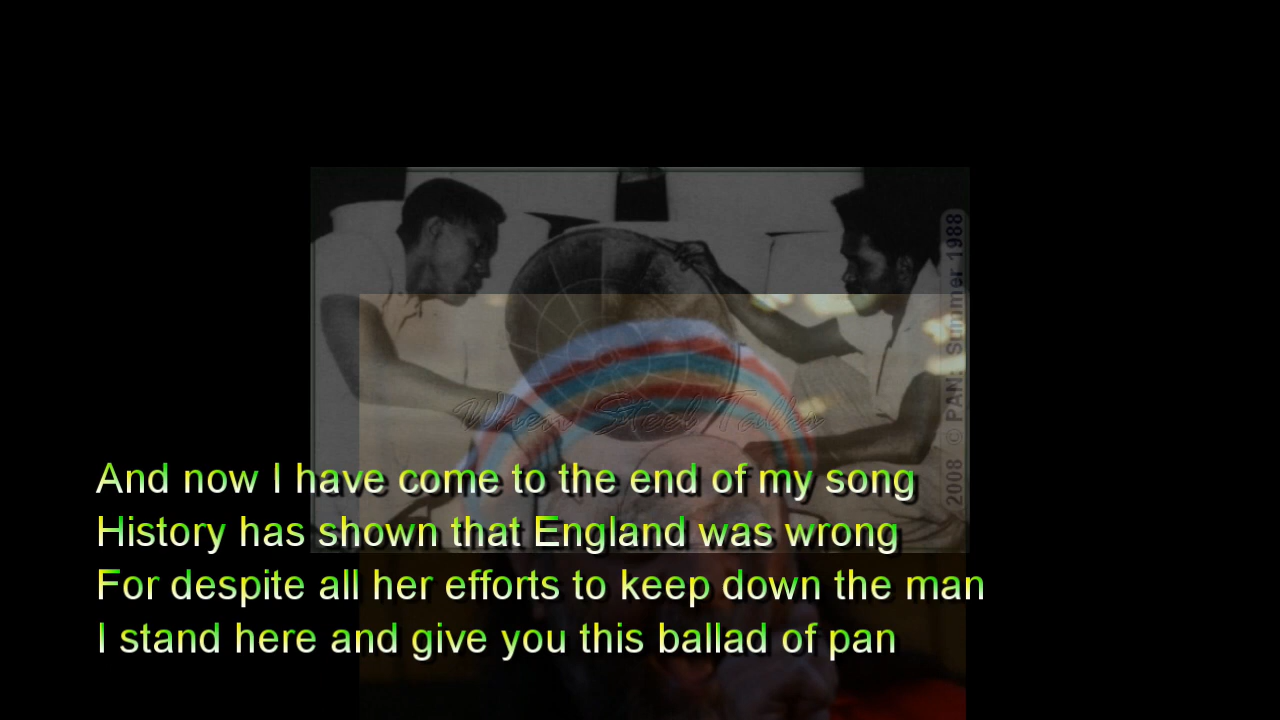 2008 © PAN: Summer 1988
When Steel Talks
And now I have come to the end of my song
History has shown that England was wrong
For despite all her efforts to keep down the man
I stand here and give you this ballad of pan